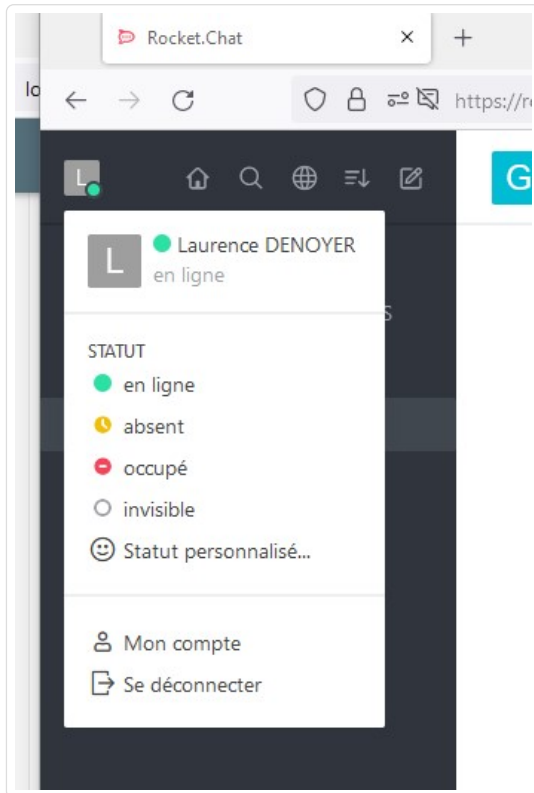 Rocket.Chat
lo
https://r
L
G
L
Laurence DENOYER
en ligne
S
STATUT
en ligne
absent
occupé
invisible
Statut personnalisé...
Mon compte
Se déconnecter